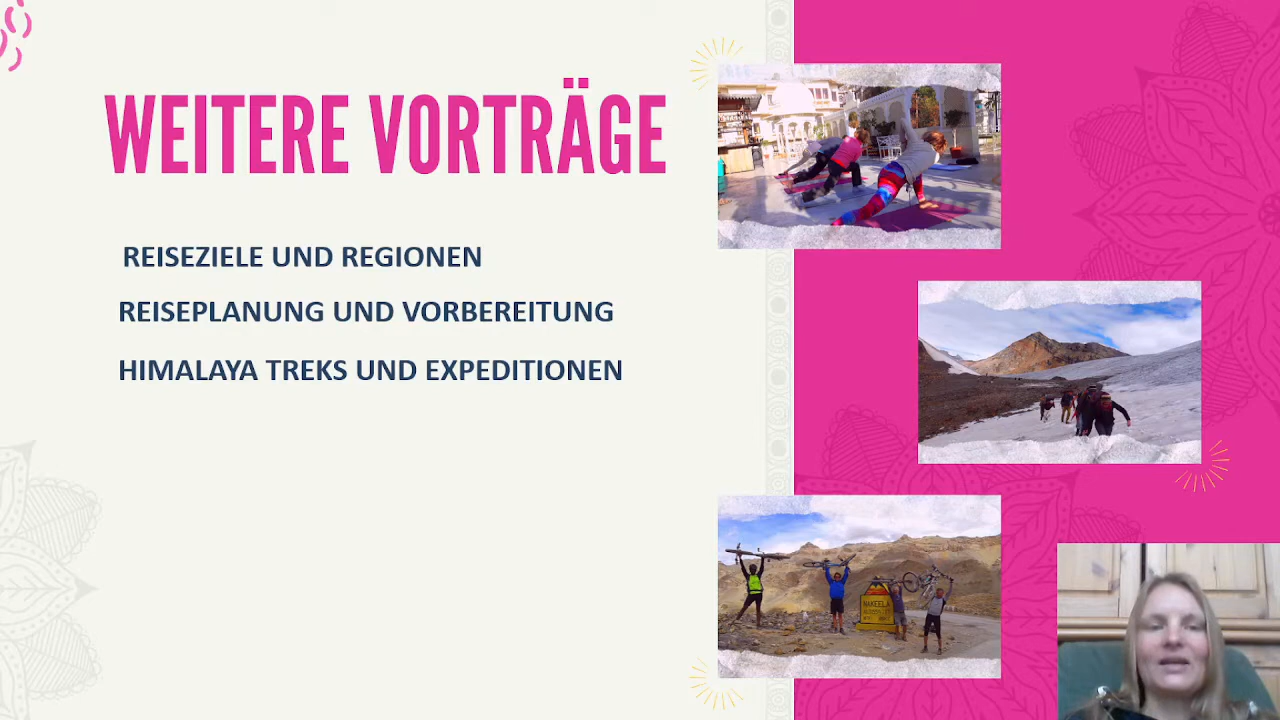 WEITERE VORTRÄGE
REISEZIELE UND REGIONEN
REISEPLANUNG UND VORBEREITUNG
HIMALAYA TREKS UND EXPEDITIONEN
NAKEELA